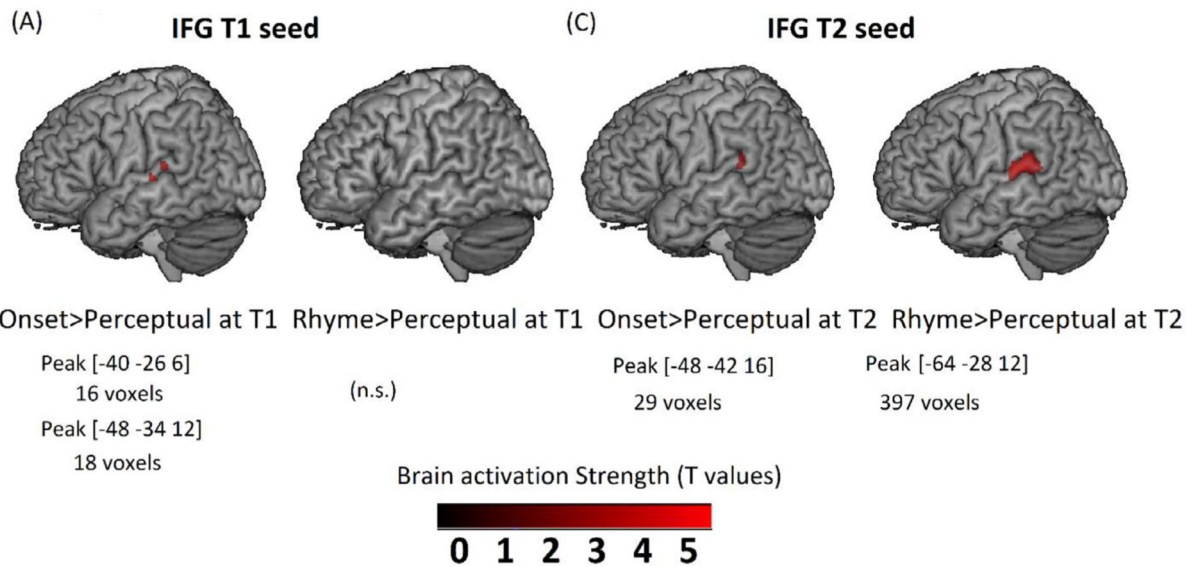 (A)
IFG T1 seed
(C)
IFG T2 seed
Onset>Perceptual at T1
Rhyme>Perceptual at T1
Onset>Perceptual at T2
Rhyme>Perceptual at T2
Peak [-40 -26 6]
16 voxels
Peak [-48 -34 12]
18 voxels
(n.s.)
Peak [-48 -42 16]
29 voxels
Peak [-64 -28 12]
397 voxels
Brain activation Strength (T values)
0 1 2 3 4 5